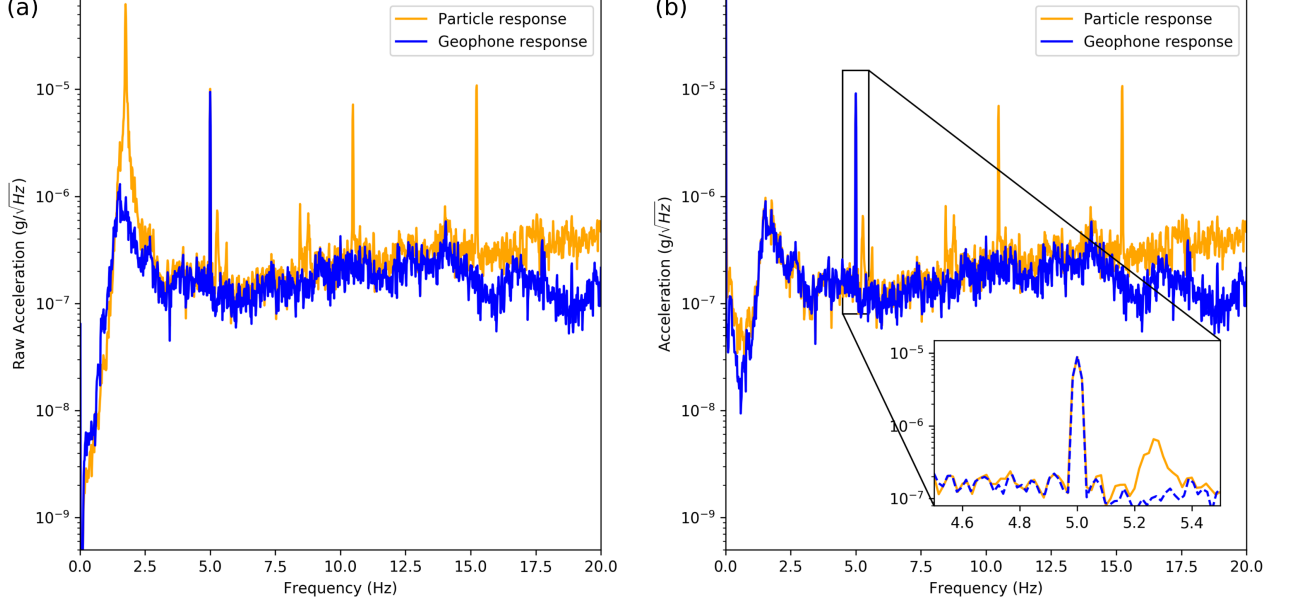 (a)
Particle response
Geophone response
10⁻⁵
10⁻⁶
10⁻⁷
10⁻⁸
10⁻⁹
Raw Acceleration (g/√Hz)
0.0 2.5 5.0 7.5 10.0 12.5 15.0 17.5 20.0
Frequency (Hz)
(b)
Particle response
Geophone response
10⁻⁵
10⁻⁶
10⁻⁷
10⁻⁸
10⁻⁹
Acceleration (g/√Hz)
10⁻⁵
10⁻⁶
10⁻⁷
4.6 4.8 5.0 5.2 5.4
0.0 2.5 5.0 7.5 10.0 12.5 15.0 17.5 20.0
Frequency (Hz)